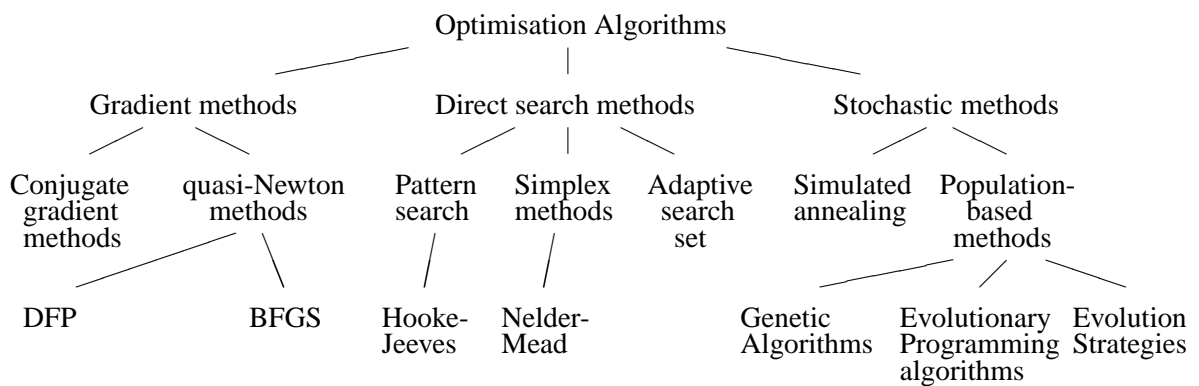 Optimisation Algorithms
Gradient methods
Direct search methods
Stochastic methods
Conjugate
gradient
methods
quasi-Newton
methods
Pattern
search
Simplex
methods
Adaptive
search
set
Simulated
annealing
Population-
based
methods
DFP
BFGS
Hooke-
Jeeves
Nelder-
Mead
Genetic
Algorithms
Evolutionary
Programming
algorithms
Evolution
Strategies